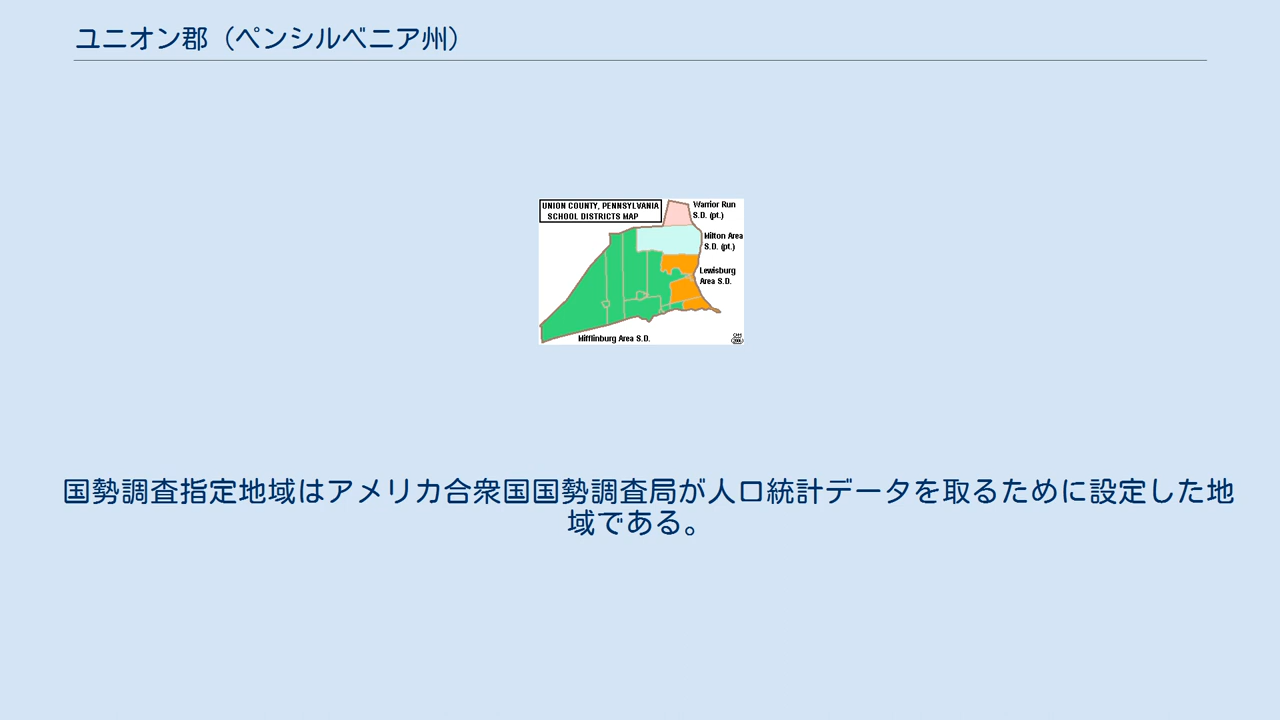 ユニオン郡（ペンシルベニア州）
UNION COUNTY, PENNSYLVANIA
SCHOOL DISTRICTS MAP
Warrior Run
S.D. (pt.)
Milton Area
S.D. (pt.)
Lewisburg
Area S.D.
Mifflinburg Area S.D.
国勢調査指定地域はアメリカ合衆国国勢調査局が人口統計データを取るために設定した地
域である。